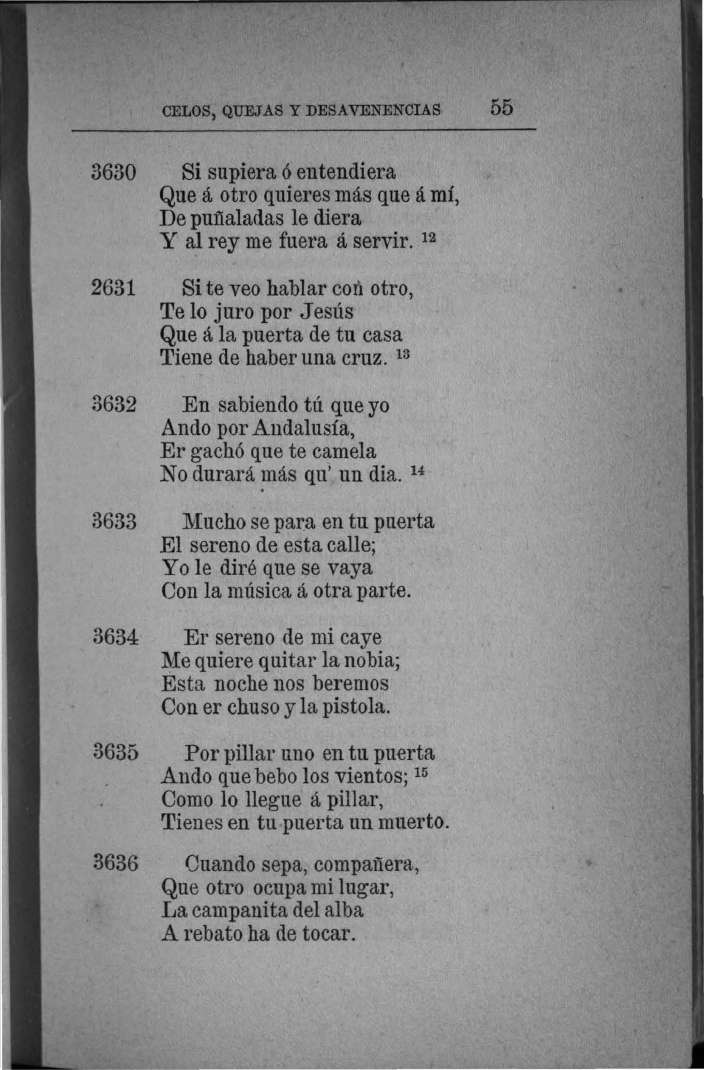 CELOS, QUEJAS Y DESAVENENCIAS 55
3630 Si supiera ó entendiera
Que á otro quieres más que á mí,
De puñaladas le diera
Y al rey me fuera á servir. 12
2631 Si te veo hablar con otro,
Te lo juro por Jesús
Que á la puerta de tu casa
Tiene de haber una cruz. 13
3632 En sabiendo tú que yo
Ando por Andalusía,
Er gachó que te camela
No durará más qu' un dia. 14
3633 Mucho se para en tu puerta
El sereno de esta calle;
Yo le diré que se vaya
Con la música á otra parte.
3634 Er sereno de mi caye
Me quiere quitar la nobia;
Esta noche nos beremos
Con er chuso y la pistola.
3635 Por pillar uno en tu puerta
Ando que bebo los vientos; 15
Como lo llegue á pillar,
Tienes en tu puerta un muerto.
3636 Cuando sepa, compañera,
Que otro ocupa mi lugar,
La campanita del alba
A rebato ha de tocar.